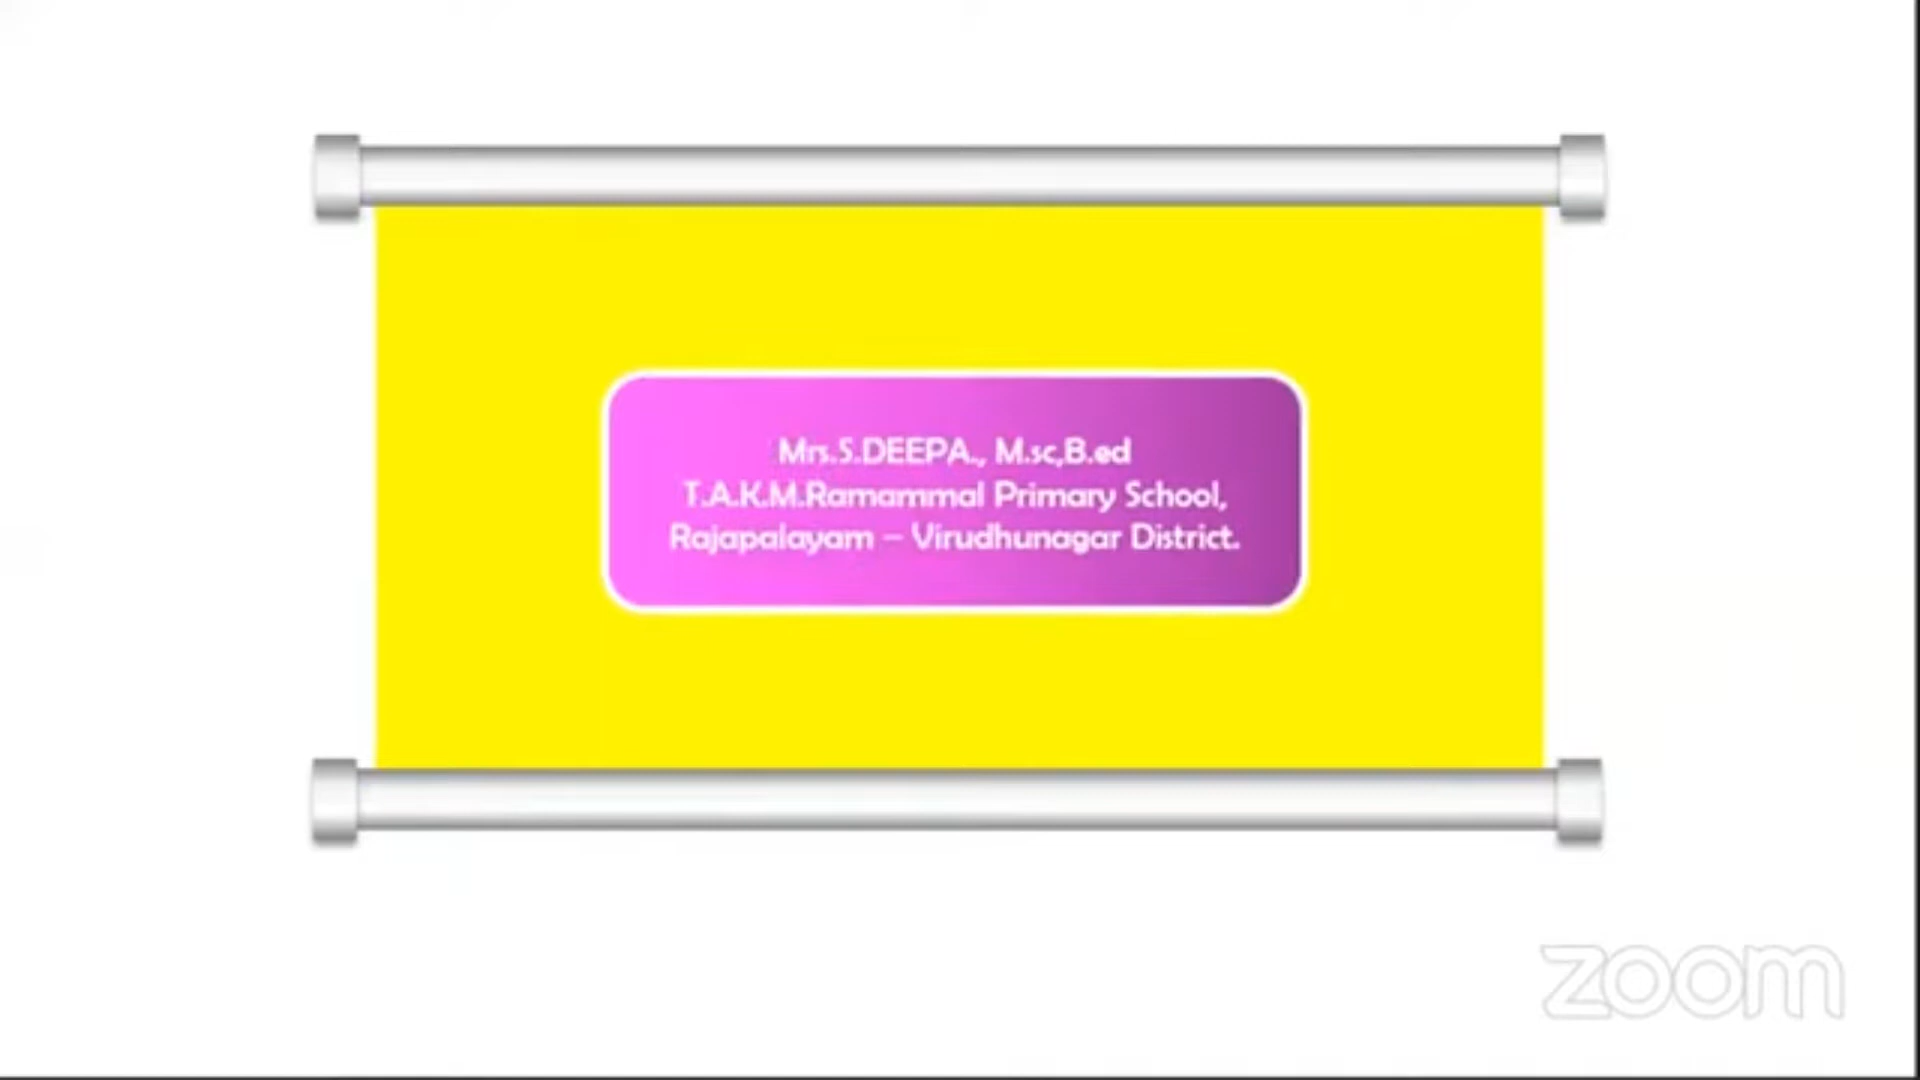 Mrs.S.DEEPA., M.sc,B.ed
T.A.K.M.Ramammal Primary School,
Rajapalayam – Virudhunagar District.
zoom